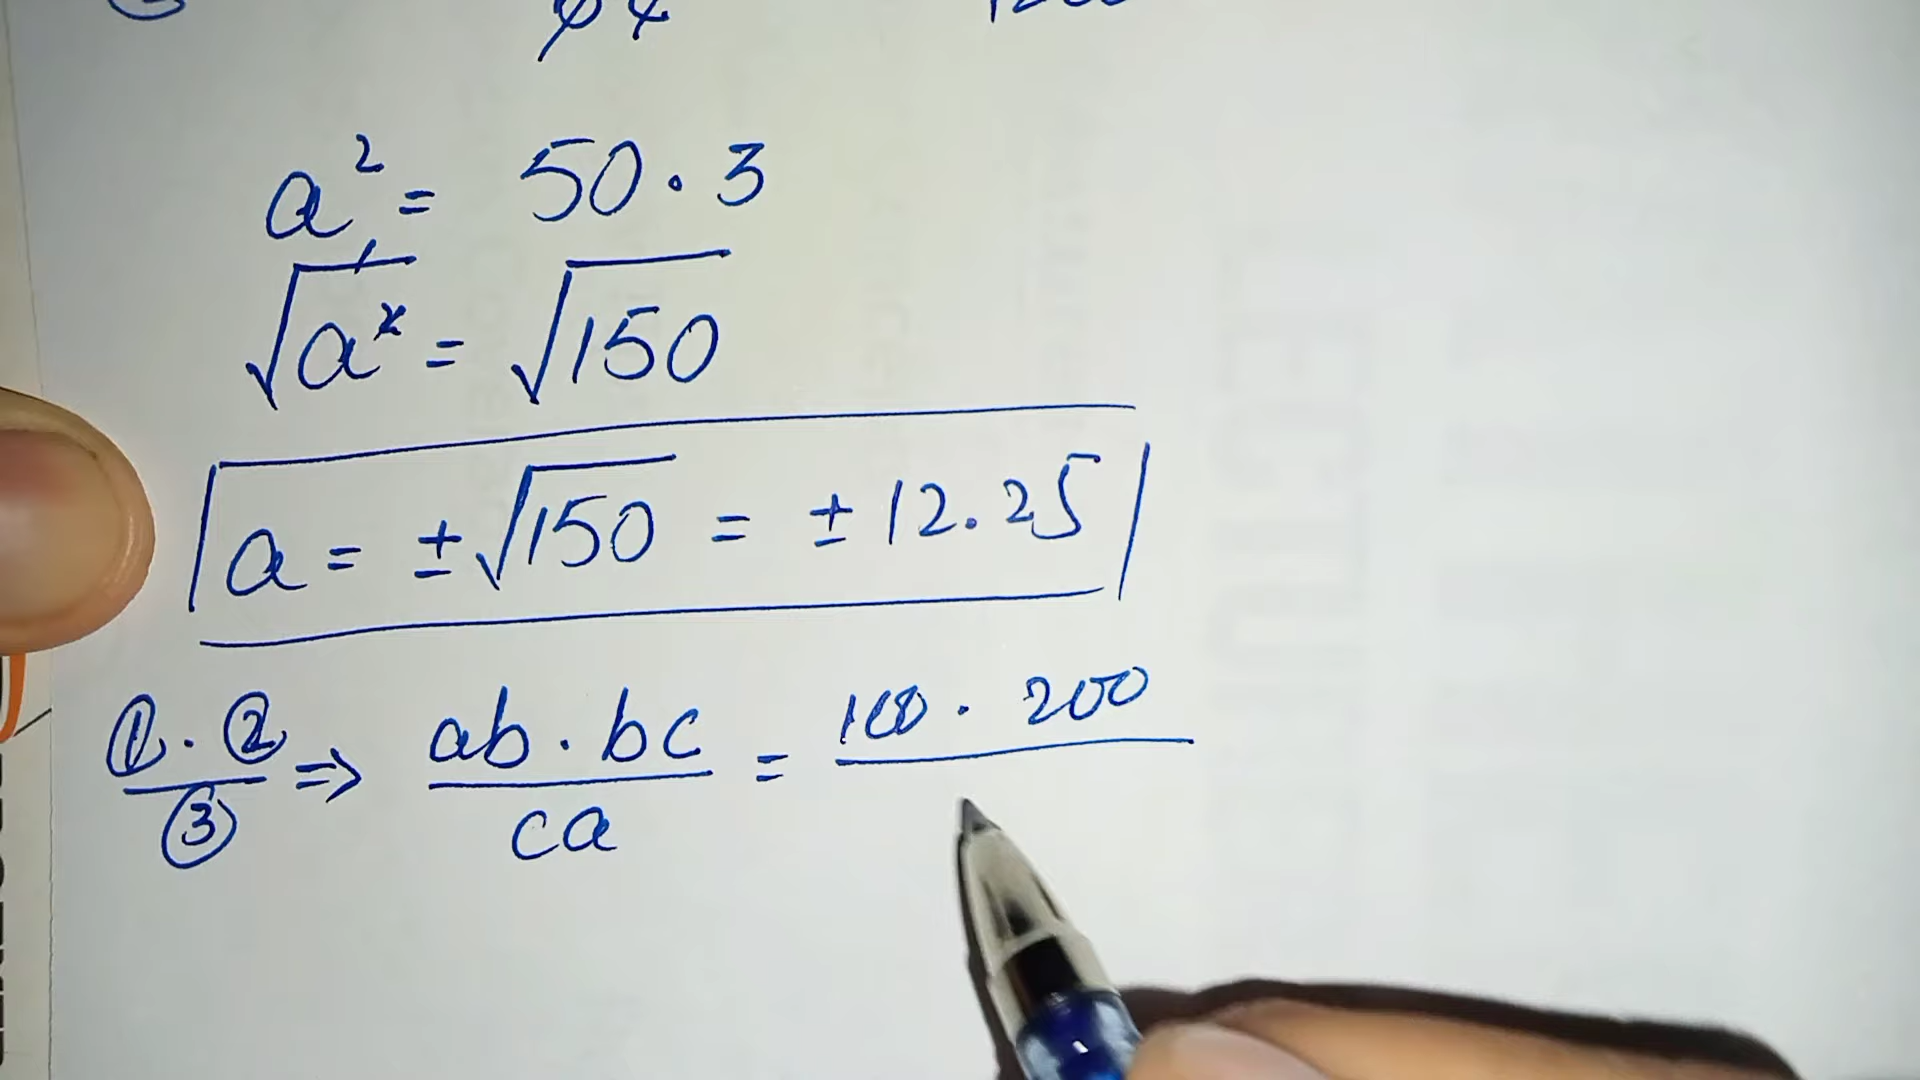 a² = 50 · 3
√a² = √150
a = ±√150 = ±12.25
①·②/③ ⇒ ab·bc/ca = 100·200